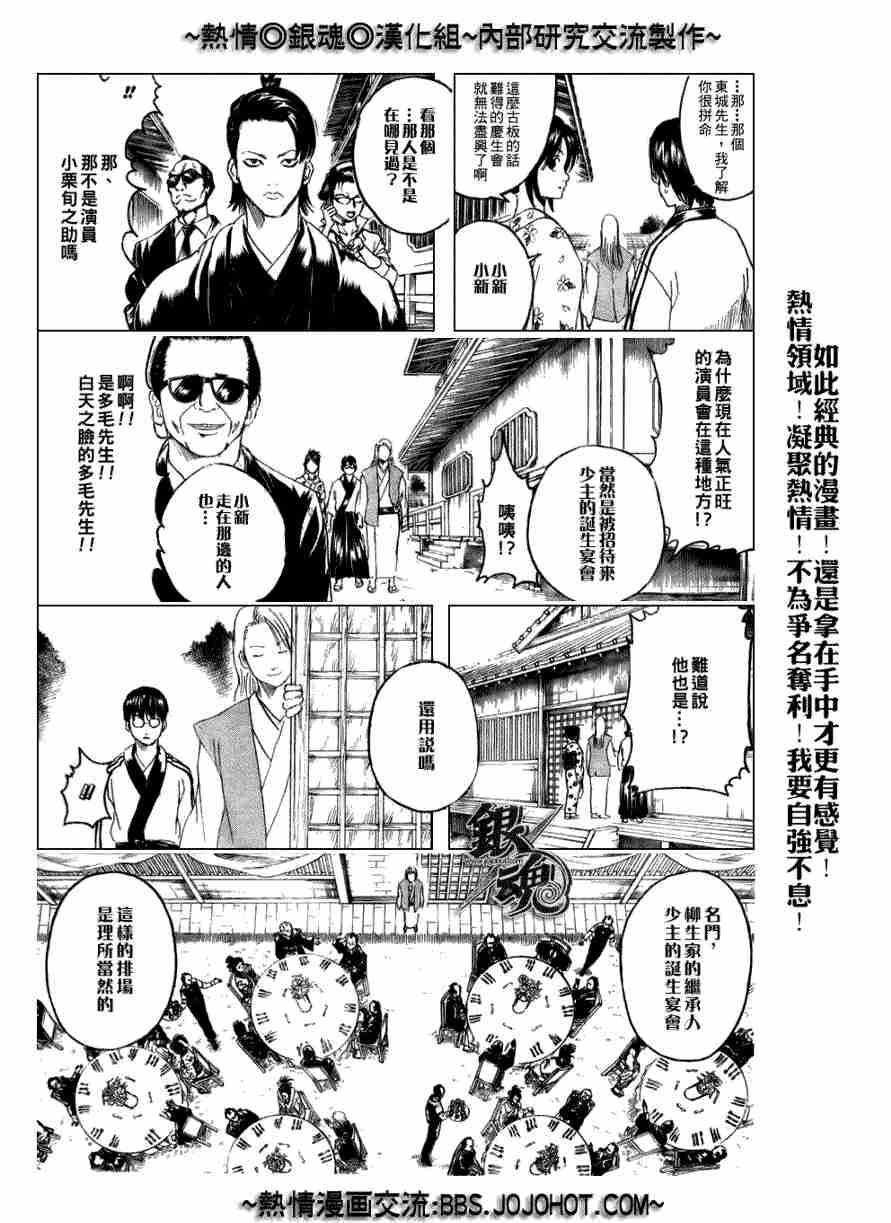 ~熱情◎銀魂◎漢化組~內部研究交流製作~
…那…那個
東城先生，我了解
你很拼命
這麼古板的話
難得的慶生會
就無法盡興了啊
小新
小新
看那個
…那人是不是
在哪見過？
!!
那、
那不是演員
小栗旬之助嗎
為什麼現在人氣正旺
的演員會在這種地方!?
當然是被招待來
少主的誕生宴會
咦咦!?
小新
走在那邊的人
也…
啊啊!!
是多毛先生!!
白天之臉的多毛先生!!
難道說
他也是…!?
還用說嗎
!!
銀魂
名門，
柳生家的繼承人
少主的誕生宴會
這樣的排場
是理所當然的
如此經典的漫畫！還是拿在手中才更有感覺！
熱情領域！凝聚熱情！不為爭名奪利！我要自強不息！
~熱情漫画交流:BBS.JOJOHOT.COM~